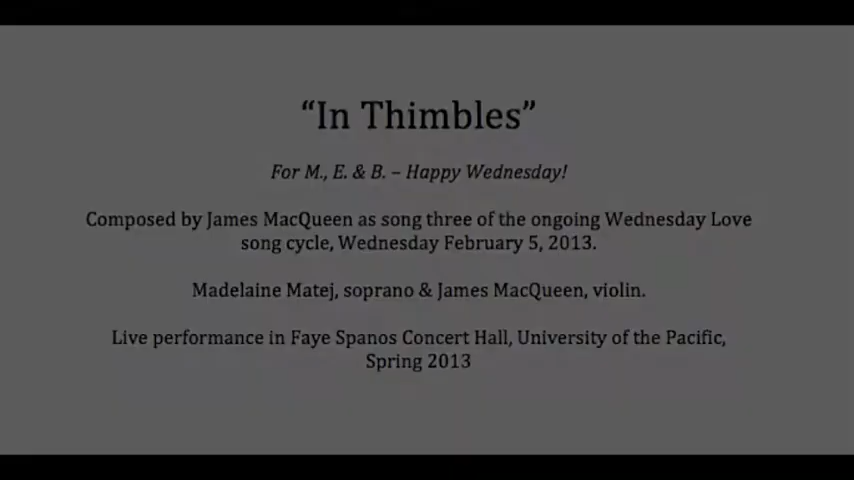 “In Thimbles”
For M., E. & B. – Happy Wednesday!
Composed by James MacQueen as song three of the ongoing Wednesday Love
song cycle, Wednesday February 5, 2013.
Madelaine Matej, soprano & James MacQueen, violin.
Live performance in Faye Spanos Concert Hall, University of the Pacific,
Spring 2013